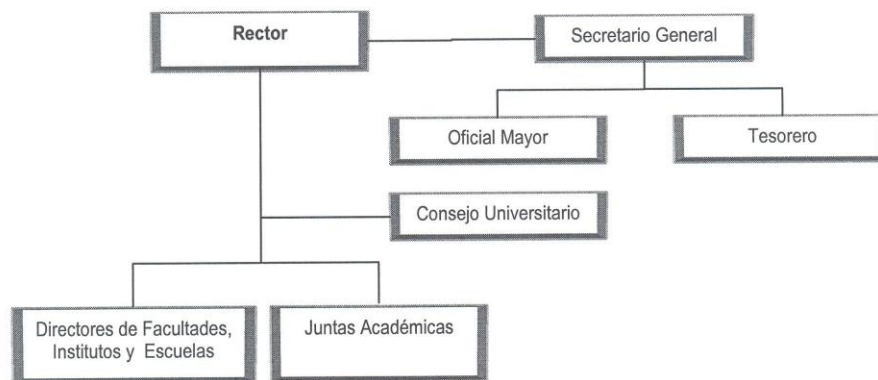 Rector
Secretario General
Oficial Mayor
Tesorero
Consejo Universitario
Directores de Facultades,
Institutos y Escuelas
Juntas Académicas